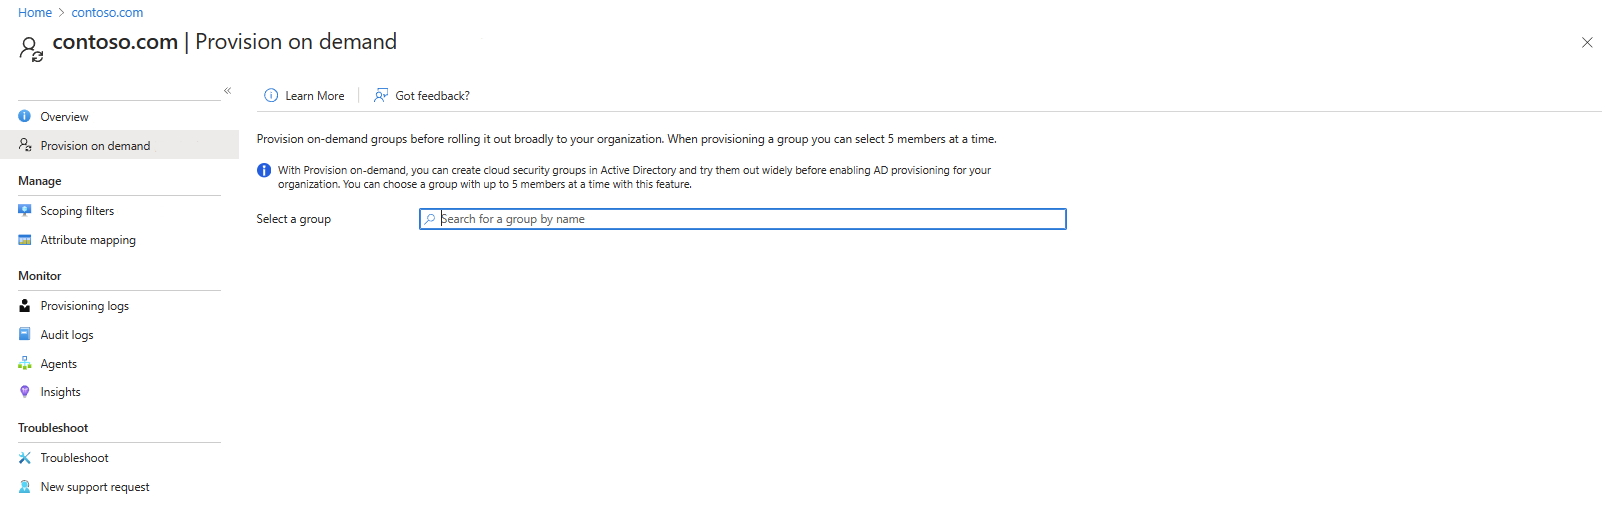 Home > contoso.com
contoso.com | Provision on demand
«
Learn More
Got feedback?
Overview
Provision on demand
Manage
Scoping filters
Attribute mapping
Monitor
Provisioning logs
Audit logs
Agents
Insights
Troubleshoot
Troubleshoot
New support request
Provision on-demand groups before rolling it out broadly to your organization. When provisioning a group you can select 5 members at a time.
With Provision on-demand, you can create cloud security groups in Active Directory and try them out widely before enabling AD provisioning for your
organization. You can choose a group with up to 5 members at a time with this feature.
Select a group
Search for a group by name